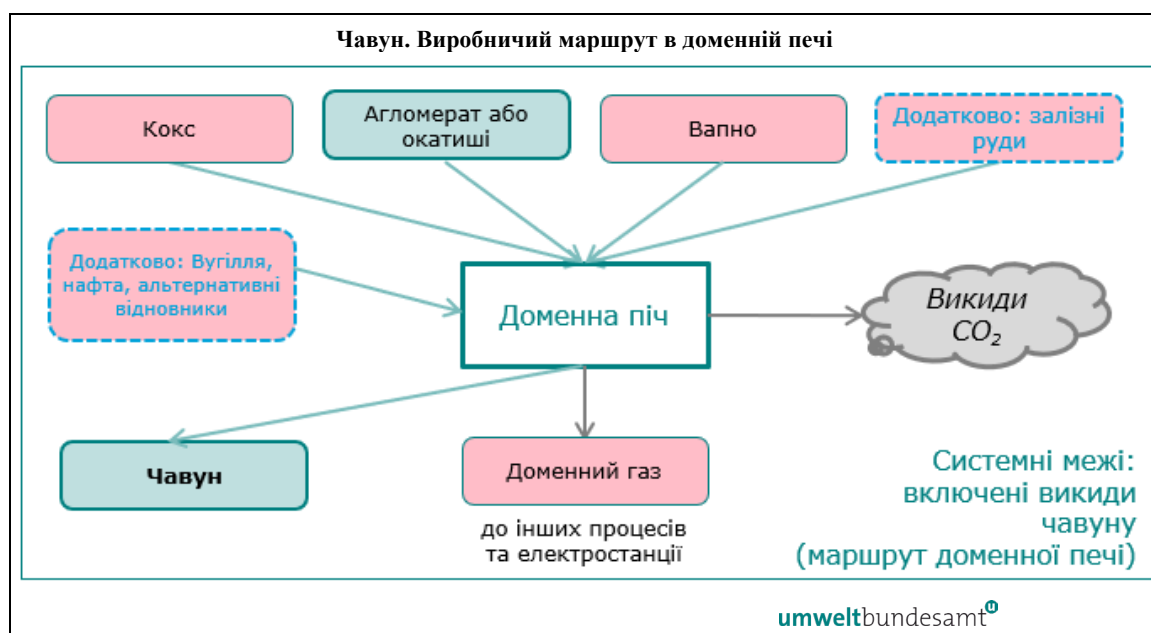 Чавун. Виробничий маршрут в доменній печі
Кокс
Агломерат або
окатиші
Вапно
Додатково: залізні
руди
Додатково: Вугілля,
нафта, альтернативні
відновники
Доменна піч
Викиди
CO₂
Чавун
Доменний газ
до інших процесів
та електростанції
Системні межі:
включені викиди
чавуну
(маршрут доменної печі)
umweltbundesamt🅤